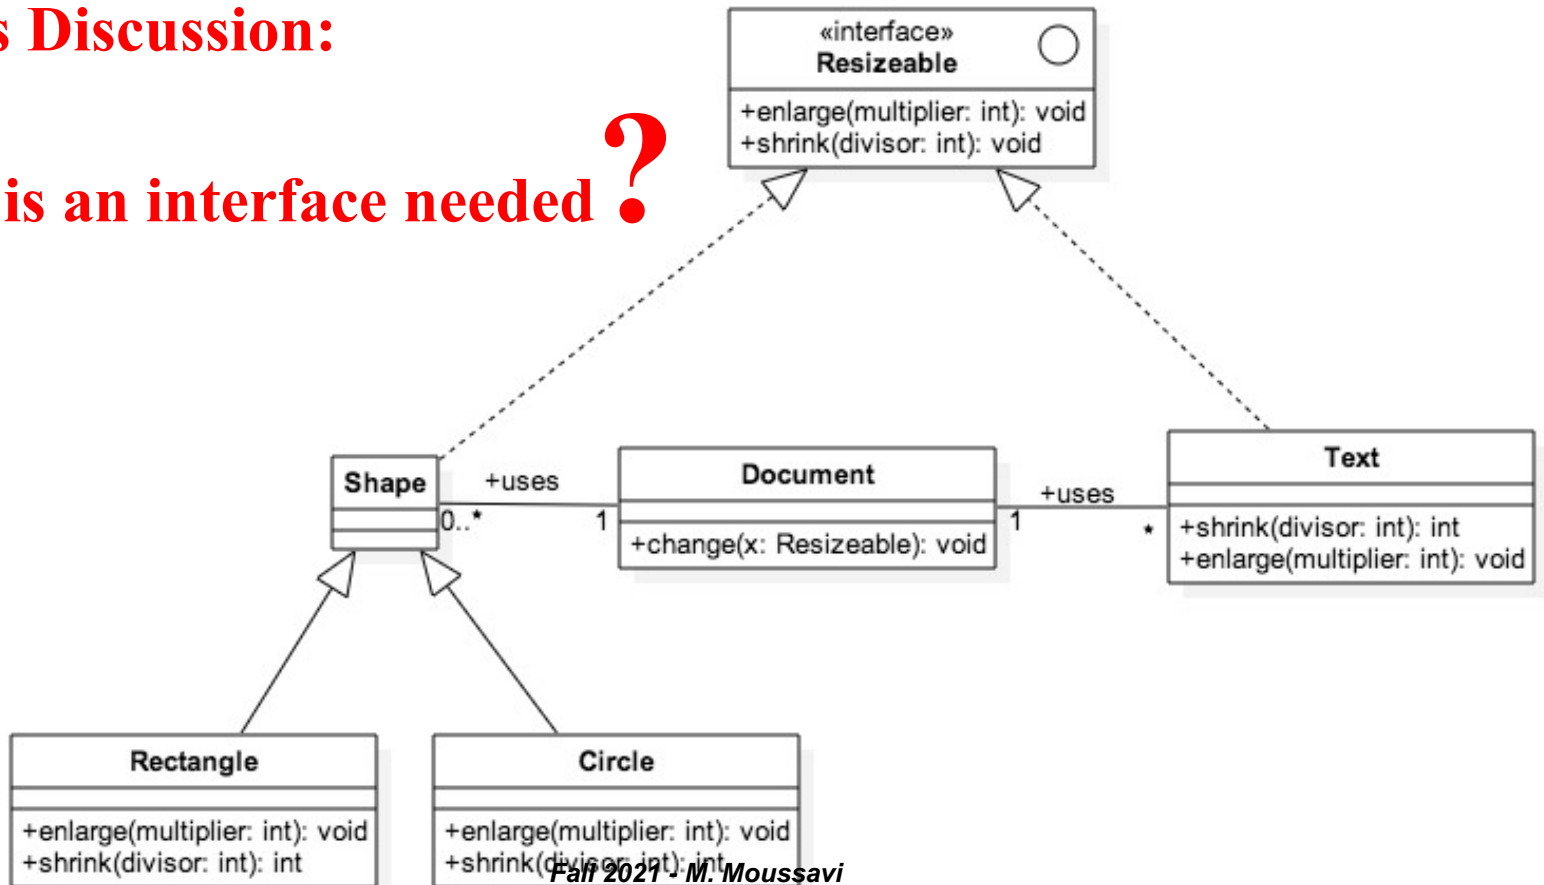 s Discussion:
is an interface needed ?
«interface»
Resizeable
+enlarge(multiplier: int): void
+shrink(divisor: int): void
Shape
+uses
0..*
1
Document
+change(x: Resizeable): void
+uses
1
*
Text
+shrink(divisor: int): int
+enlarge(multiplier: int): void
Rectangle
+enlarge(multiplier: int): void
+shrink(divisor: int): int
Circle
+enlarge(multiplier: int): void
+shrink(divisor: int): int
Fall 2021 - M. Moussavi